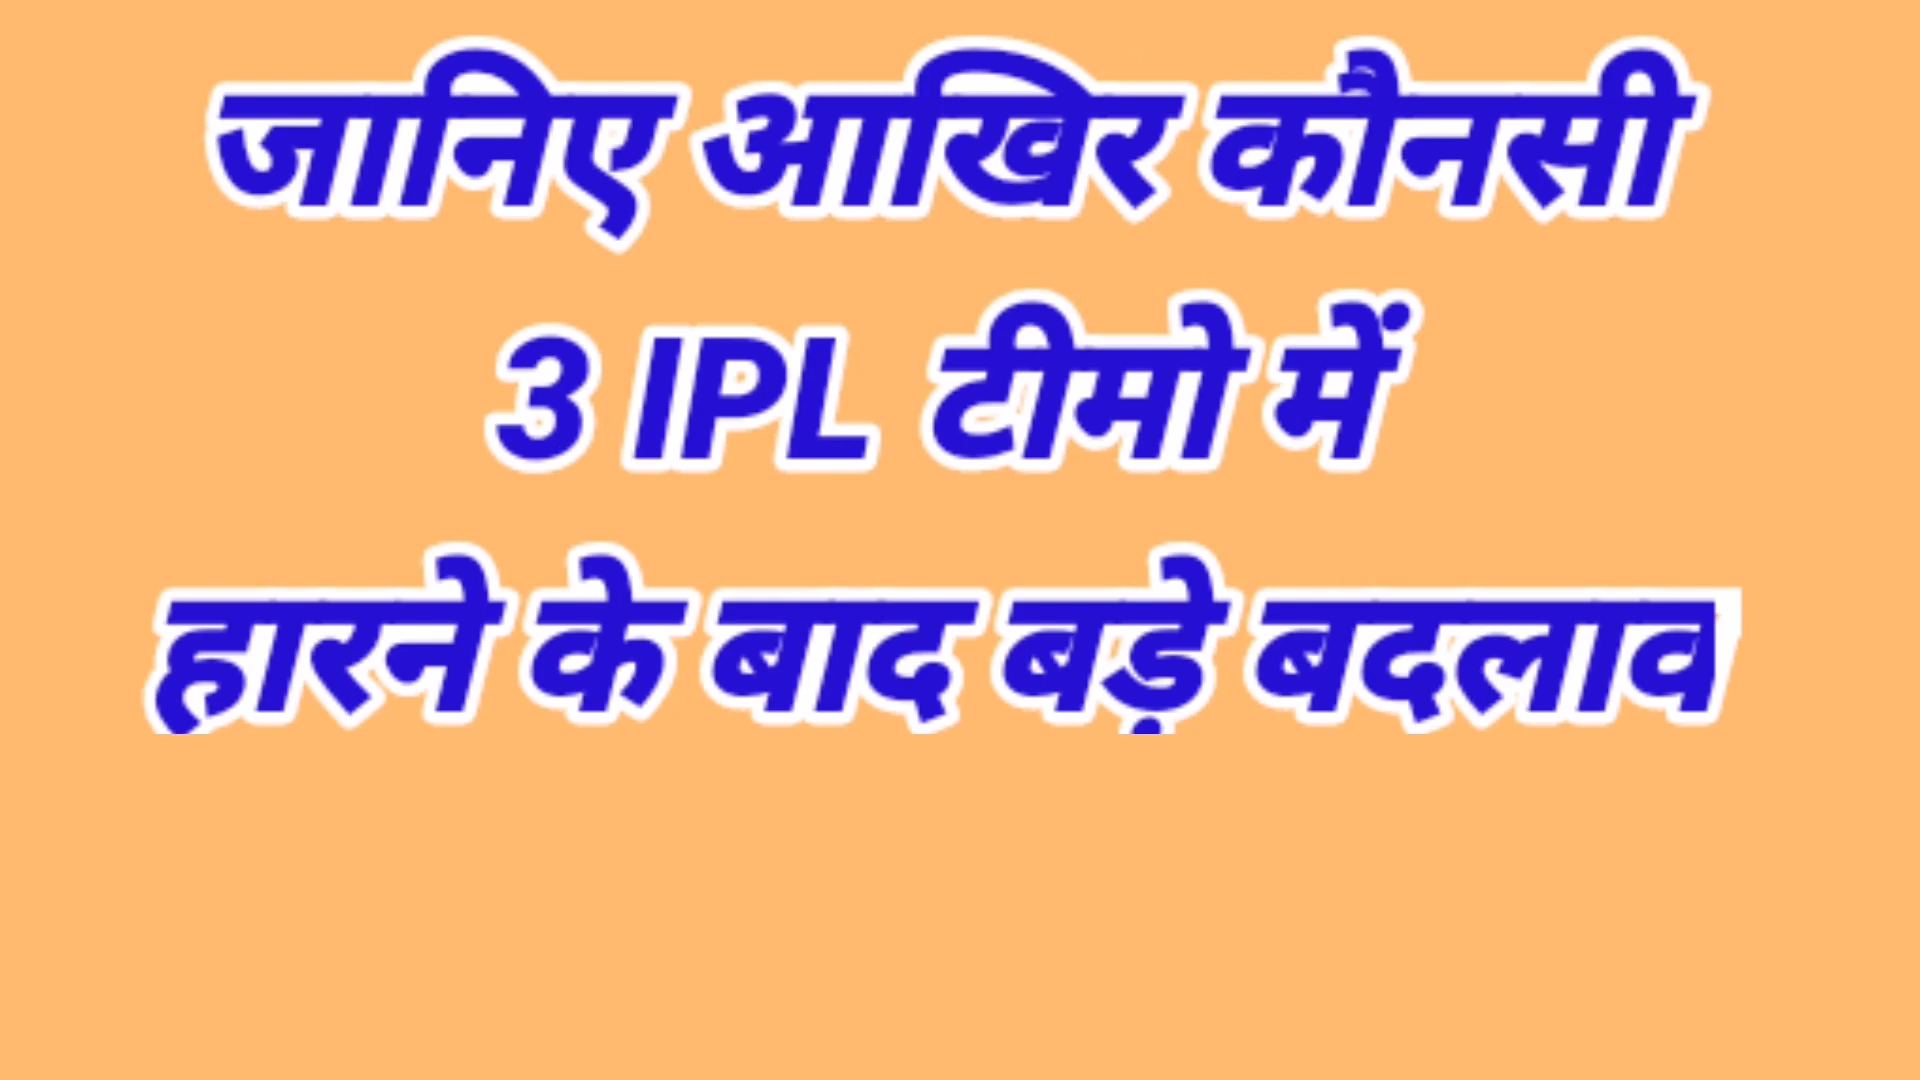 जानिए आखिर कौनसी
3 IPL टीमो में
हारने के बाद बड़े बदलाव